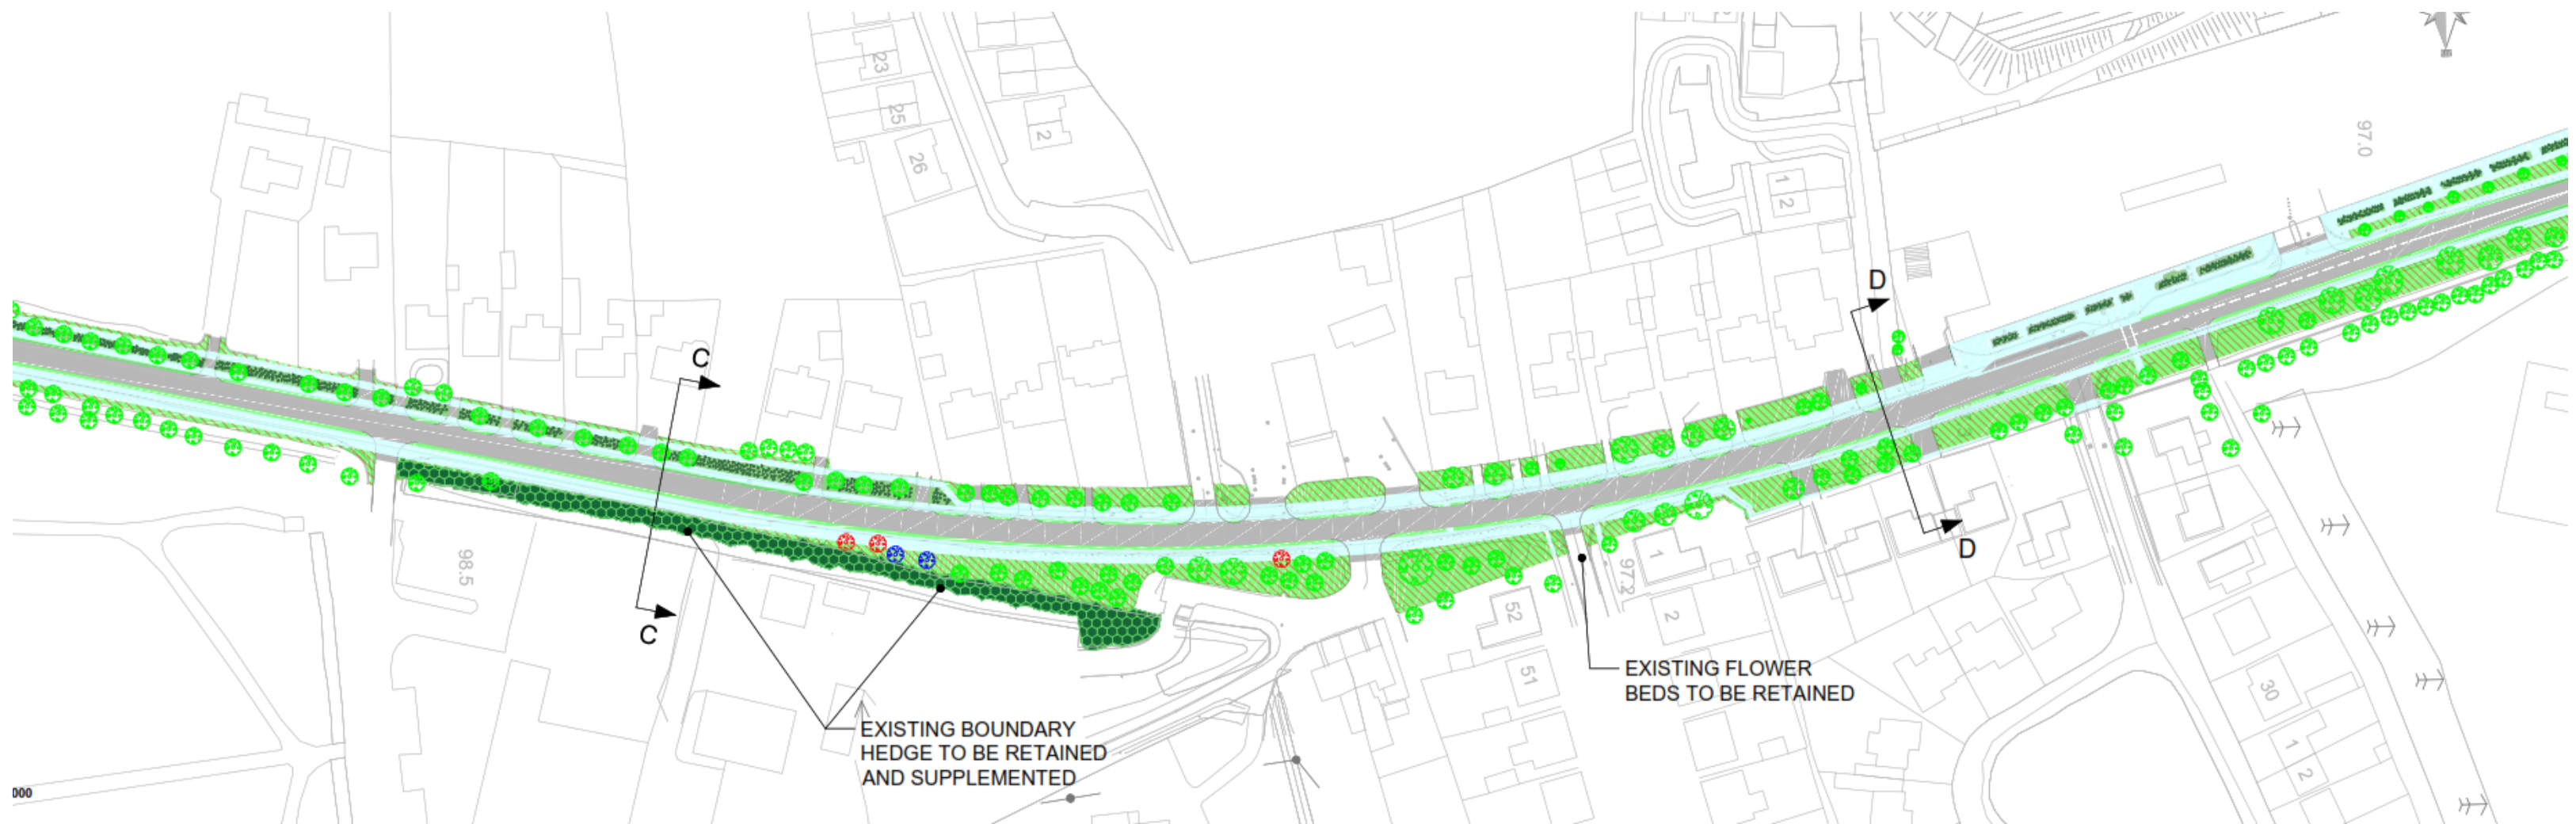 23
25
26
2
1
2
97.0
D
C
98.5
C
1
97.2
2
52
51
D
EXISTING FLOWER
BEDS TO BE RETAINED
30
1
2
EXISTING BOUNDARY
HEDGE TO BE RETAINED
AND SUPPLEMENTED
000